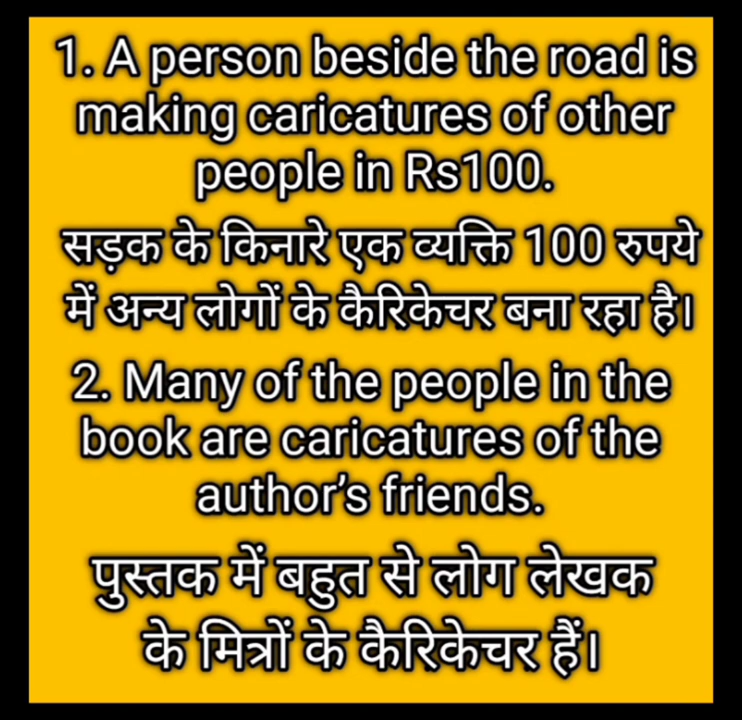 1. A person beside the road is
making caricatures of other
people in Rs100.
सड़क के किनारे एक व्यक्ति 100 रुपये
में अन्य लोगों के कैरिकेचर बना रहा है।
2. Many of the people in the
book are caricatures of the
author's friends.
पुस्तक में बहुत से लोग लेखक
के मित्रों के कैरिकेचर हैं।